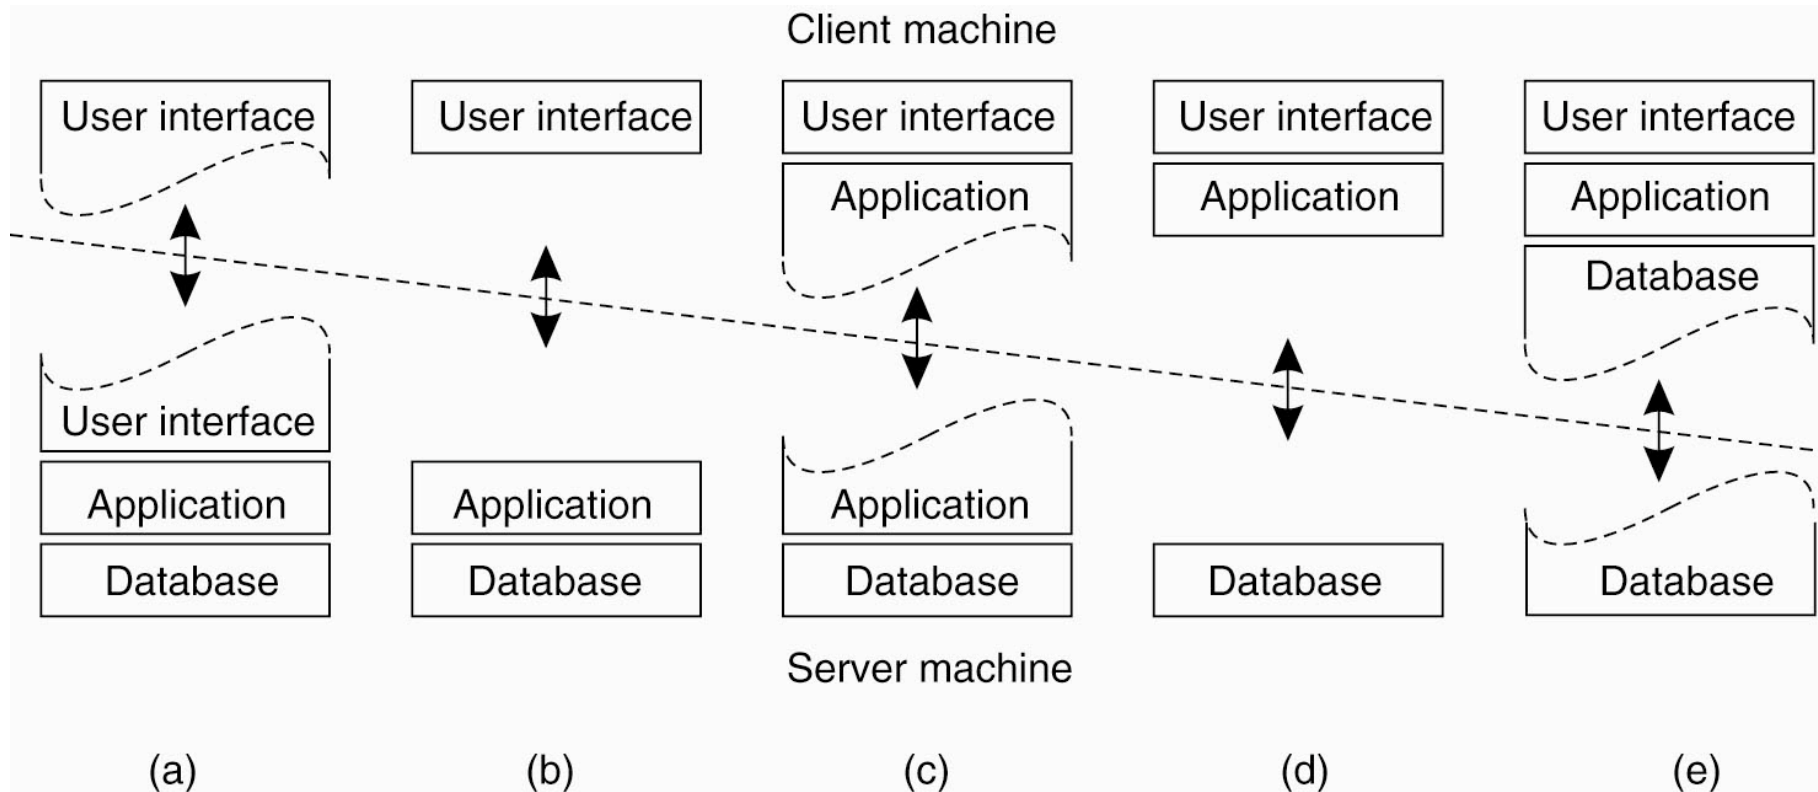 Client machine
User interface User interface User interface User interface User interface
Application Application Application
Database
User interface
Application Application Application
Database Database Database Database Database
Server machine
(a) (b) (c) (d) (e)